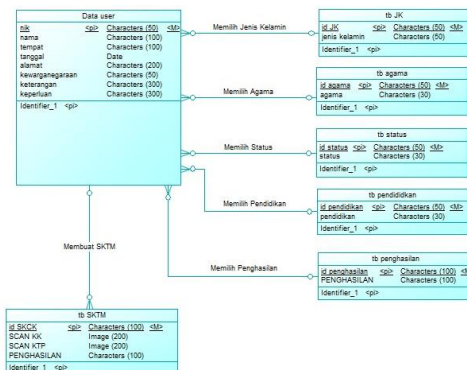 Data user
nik <pi> Characters (50) <M>
nama Characters (100)
tempat Characters (100)
tanggal Date
alamat Characters (200)
kewarganegaraan Characters (50)
keterangan Characters (300)
keperluan Characters (300)
Identifier_1 <pi>
Memilih Jenis Kelamin
tb JK
id JK <pi> Characters (50) <M>
jenis kelamin Characters (50)
Identifier_1 <pi>
Memilih Agama
tb agama
id agama <pi> Characters (50) <M>
agama Characters (30)
Identifier_1 <pi>
Memilih Status
tb status
id status <pi> Characters (50) <M>
status Characters (30)
Identifier_1 <pi>
Memilih Pendidikan
tb pendididkan
id pendidikan <pi> Characters (50) <M>
pendidikan Characters (30)
Identifier_1 <pi>
Memilih Penghasilan
tb penghasilan
id penghasilan <pi> Characters (100) <M>
PENGHASILAN Characters (100)
Identifier_1 <pi>
Membuat SKTM
tb SKTM
id SKCK <pi> Characters (100) <M>
SCAN KK Image (200)
SCAN KTP Image (200)
PENGHASILAN Characters (100)
Identifier_1 <pi>